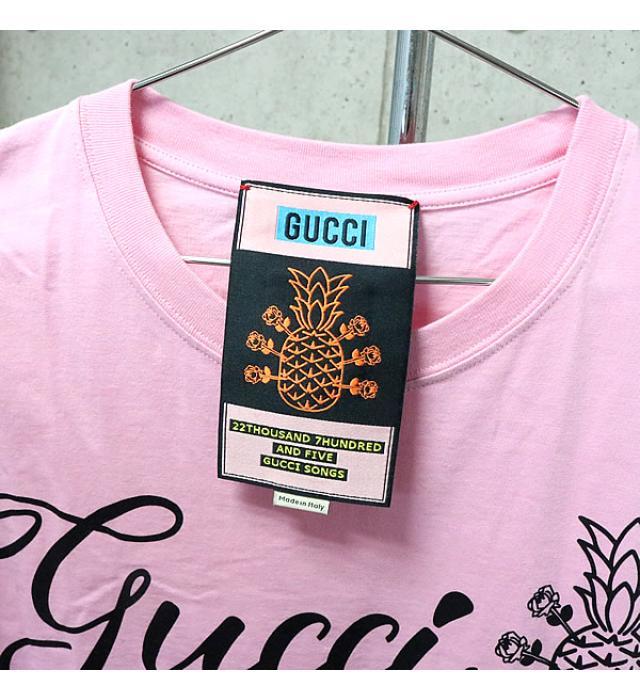 GUCCI
22THOUSAND 7HUNDRED
AND FIVE
GUCCI SONGS
Made in Italy
Gucci